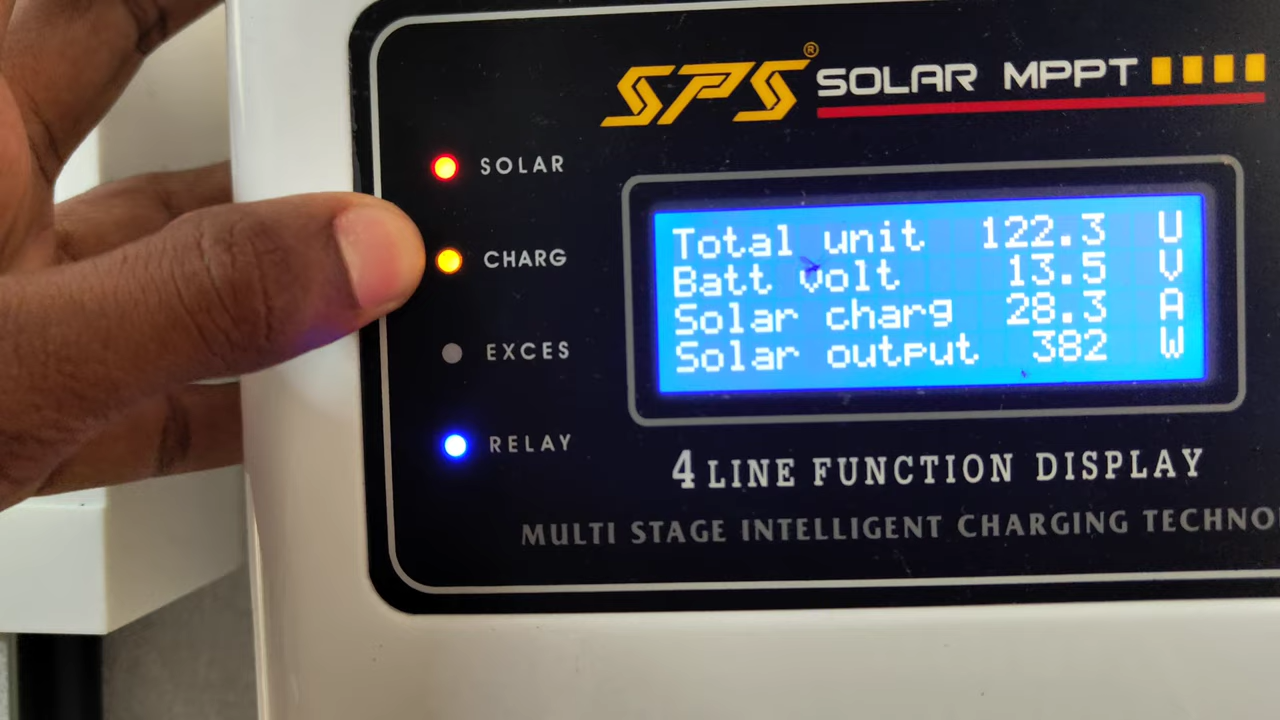 SPS® SOLAR MPPT
SOLAR
CHARG
EXCES
RELAY
Total unit 122.3 U
Batt volt 13.5 V
Solar charg 28.3 A
Solar output 382 W
4 LINE FUNCTION DISPLAY
MULTI STAGE INTELLIGENT CHARGING TECHNO